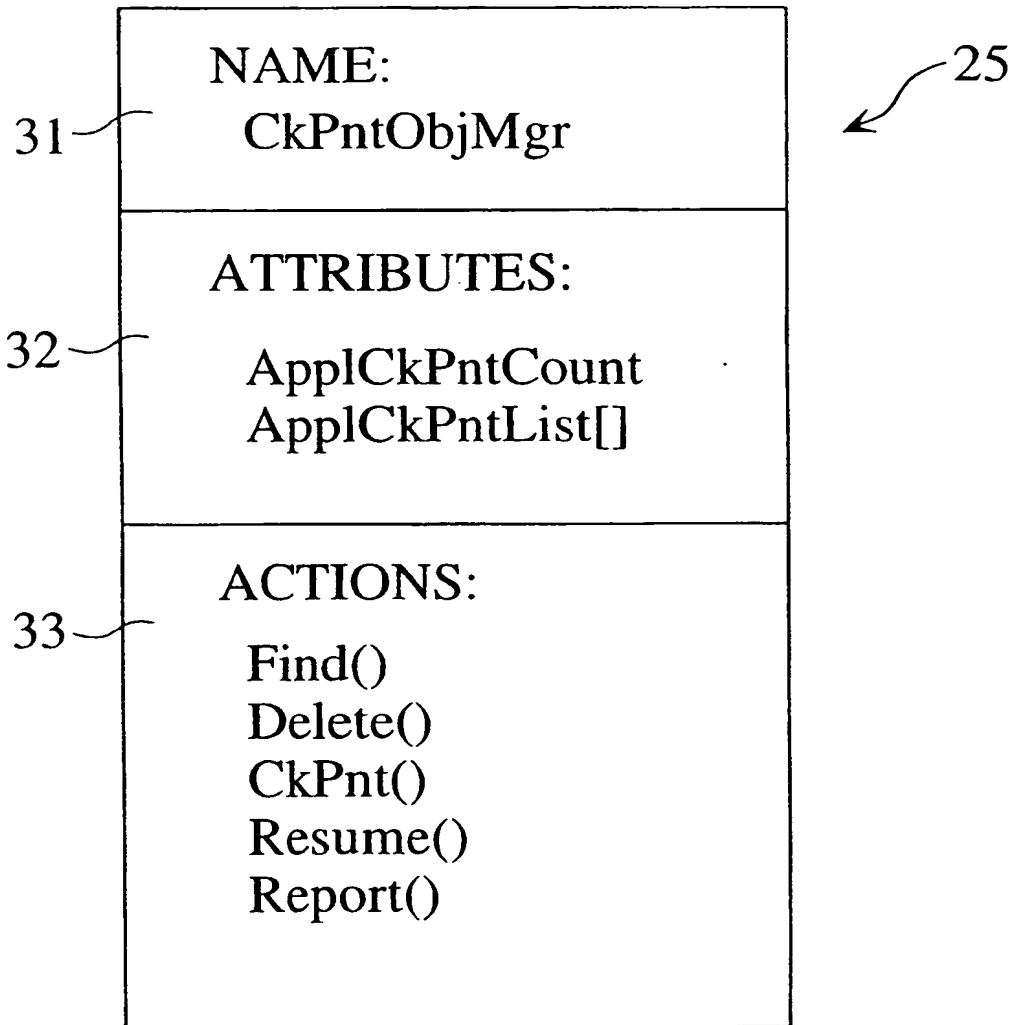 NAME:
25
31
CkPntObjMgr
ATTRIBUTES:
32
ApplCkPntCount
ApplCkPntList[]
ACTIONS:
33
Find()
Delete()
CkPnt()
Resume()
Report()